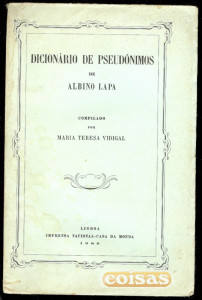 DICIONÁRIO DE PSEUDÓNIMOS
DE
ALBINO LAPA
COMPILADO
POR
MARIA TERESA VIDIGAL
LISBOA
IMPRENSA NACIONAL-CASA DA MOEDA
coisas